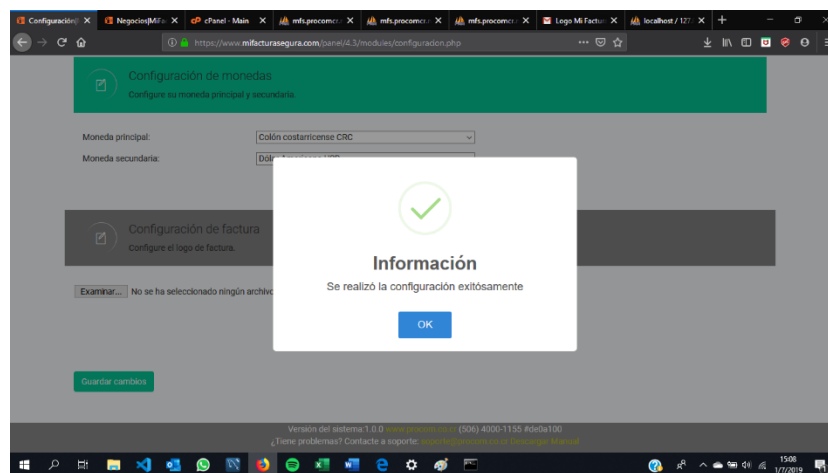 Configuración
Negocios|MiFac
cPanel - Main
mfs.procomcr.
mfs.procomcr.
mfs.procomcr.
Logo Mi Factur
localhost / 127.
https://www.mifacturasegura.com/panel/4.3/modules/configuracion.php
Configuración de monedas
Configure su moneda principal y secundaria.
Moneda principal:
Colón costarricense CRC
Moneda secundaria:
Configuración de factura
Configure el logo de factura.
Información
Se realizó la configuración exitósamente
OK
Examinar...
No se ha seleccionado ningún archivo
Guardar cambios
Versión del sistema:1.0.0
(506) 4000-1155 #de0a100
¿Tiene problemas? Contacte a soporte:
Descargar Manual
15:08
1/7/2019